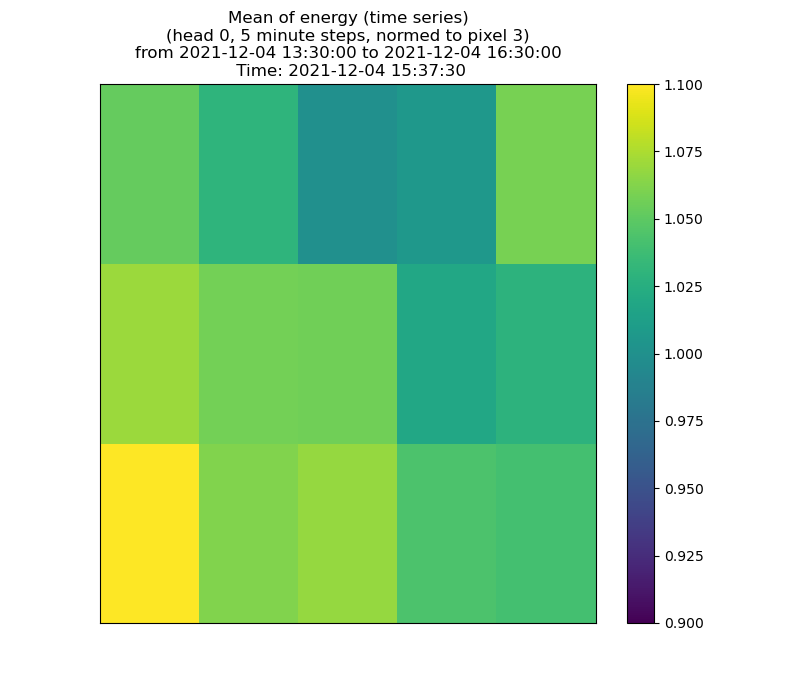 Mean of energy (time series)
(head 0, 5 minute steps, normed to pixel 3)
from 2021-12-04 13:30:00 to 2021-12-04 16:30:00
Time: 2021-12-04 15:37:30
1.100
1.075
1.050
1.025
1.000
0.975
0.950
0.925
0.900